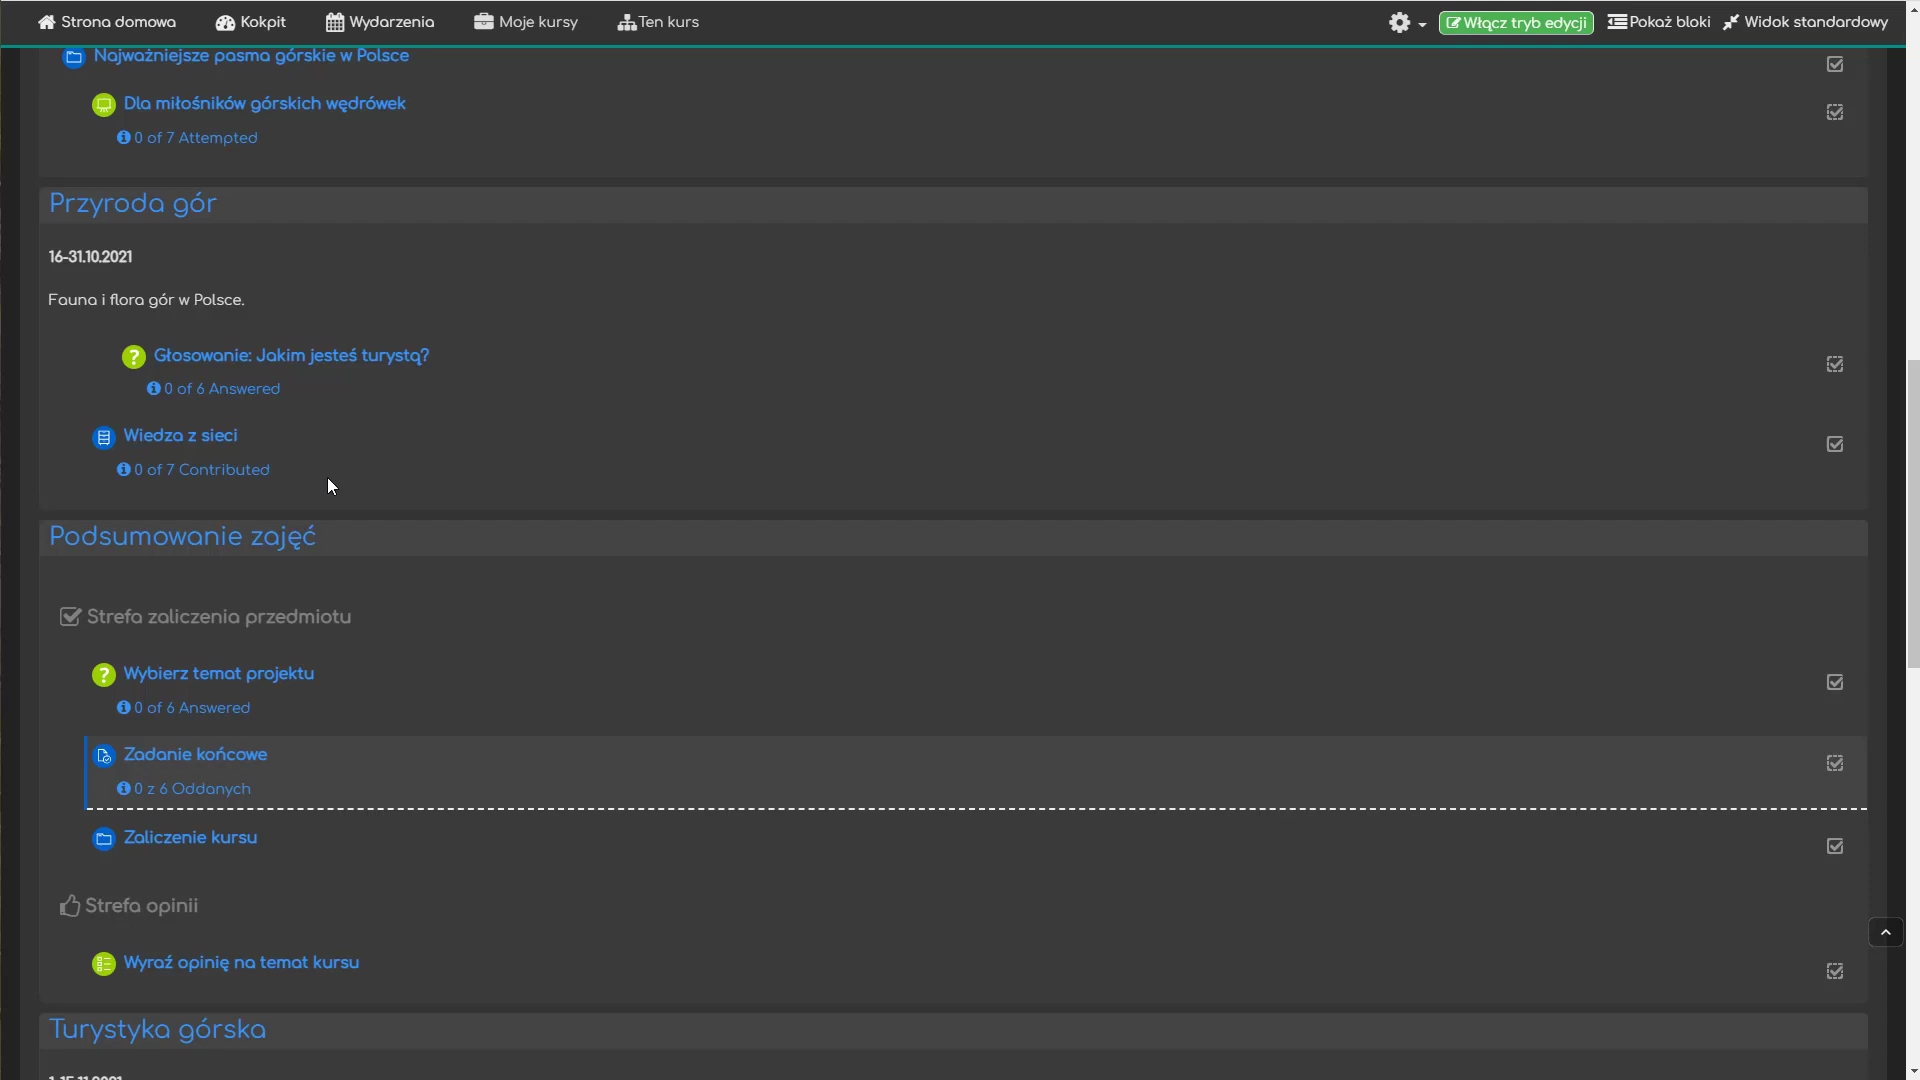 Strona domowa Kokpit Wydarzenia Moje kursy Ten kurs Włącz tryb edycji Pokaż bloki Widok standardowy
Najważniejsze pasma górskie w Polsce
Dla miłośników górskich wędrówek
0 of 7 Attempted
Przyroda gór
16-31.10.2021
Fauna i flora gór w Polsce.
Głosowanie: Jakim jesteś turystą?
0 of 6 Answered
Wiedza z sieci
0 of 7 Contributed
Podsumowanie zajęć
Strefa zaliczenia przedmiotu
Wybierz temat projektu
0 of 6 Answered
Zadanie końcowe
0 z 6 Oddanych
Zaliczenie kursu
Strefa opinii
Wyraź opinię na temat kursu
Turystyka górska
1-15.11.2021